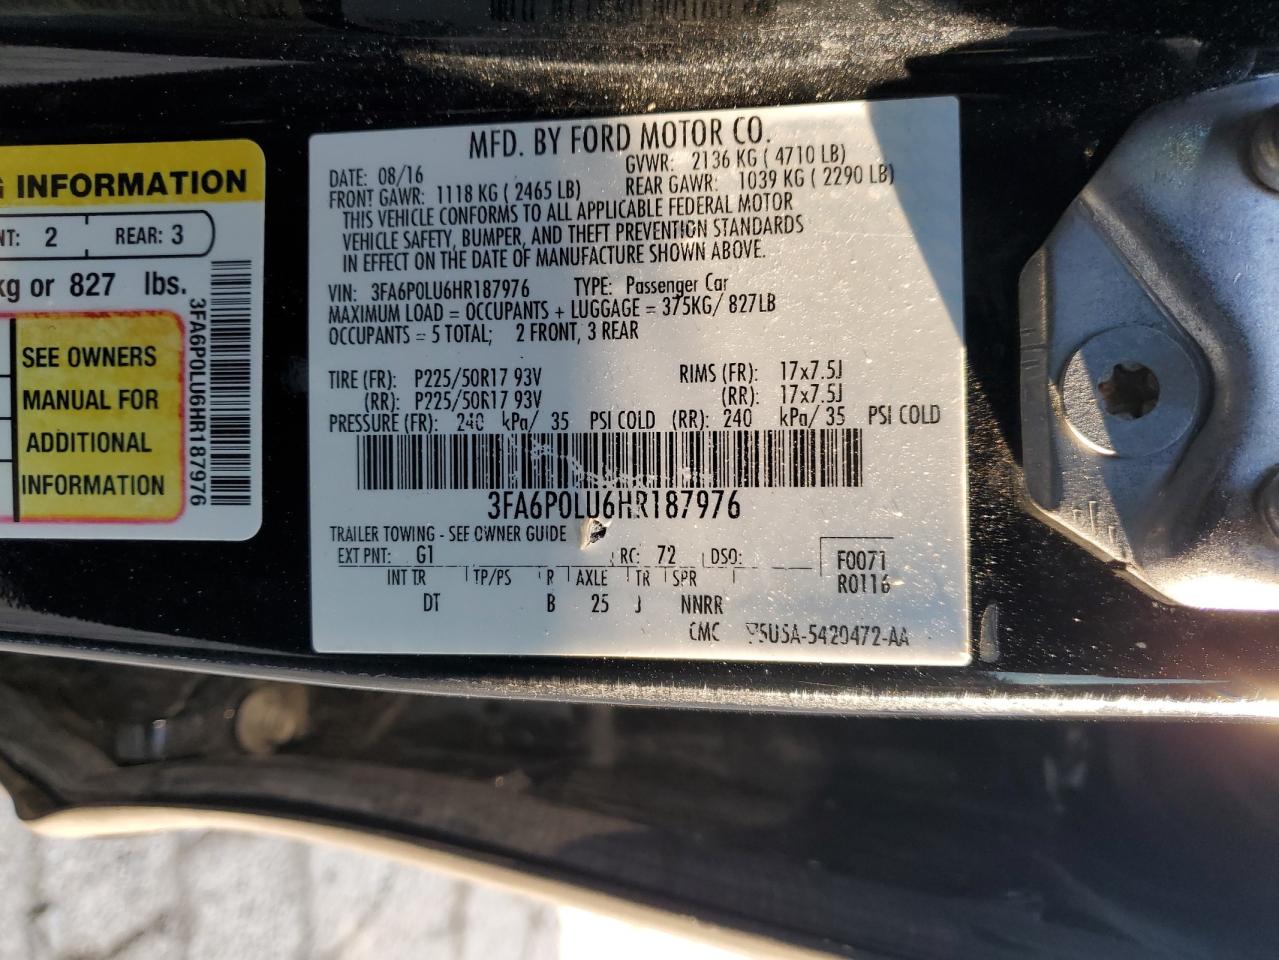 G INFORMATION
NT: 2 REAR: 3
kg or 827 lbs.
SEE OWNERS
MANUAL FOR
ADDITIONAL
INFORMATION
3FA6P0LU6HR187976
MFD. BY FORD MOTOR CO.
DATE: 08/16 GVWR: 2136 KG ( 4710 LB)
FRONT GAWR: 1118 KG ( 2465 LB) REAR GAWR: 1039 KG ( 2290 LB)
THIS VEHICLE CONFORMS TO ALL APPLICABLE FEDERAL MOTOR
VEHICLE SAFETY, BUMPER, AND THEFT PREVENTION STANDARDS
IN EFFECT ON THE DATE OF MANUFACTURE SHOWN ABOVE.
VIN: 3FA6P0LU6HR187976 TYPE: Passenger Car
MAXIMUM LOAD = OCCUPANTS + LUGGAGE = 375KG/ 827LB
OCCUPANTS = 5 TOTAL; 2 FRONT, 3 REAR
TIRE (FR): P225/50R17 93V RIMS (FR): 17x7.5J
(RR): P225/50R17 93V (RR): 17x7.5J
PRESSURE (FR): 240 kPa/ 35 PSI COLD (RR): 240 kPa/ 35 PSI COLD
3FA6P0LU6HR187976
TRAILER TOWING - SEE OWNER GUIDE
EXT PNT: G1 RC: 72 DSO: F0071
INT TR TP/PS R AXLE TR SPR R0116
DT B 25 J NNRR
CMC 5U5A-5420472-AA